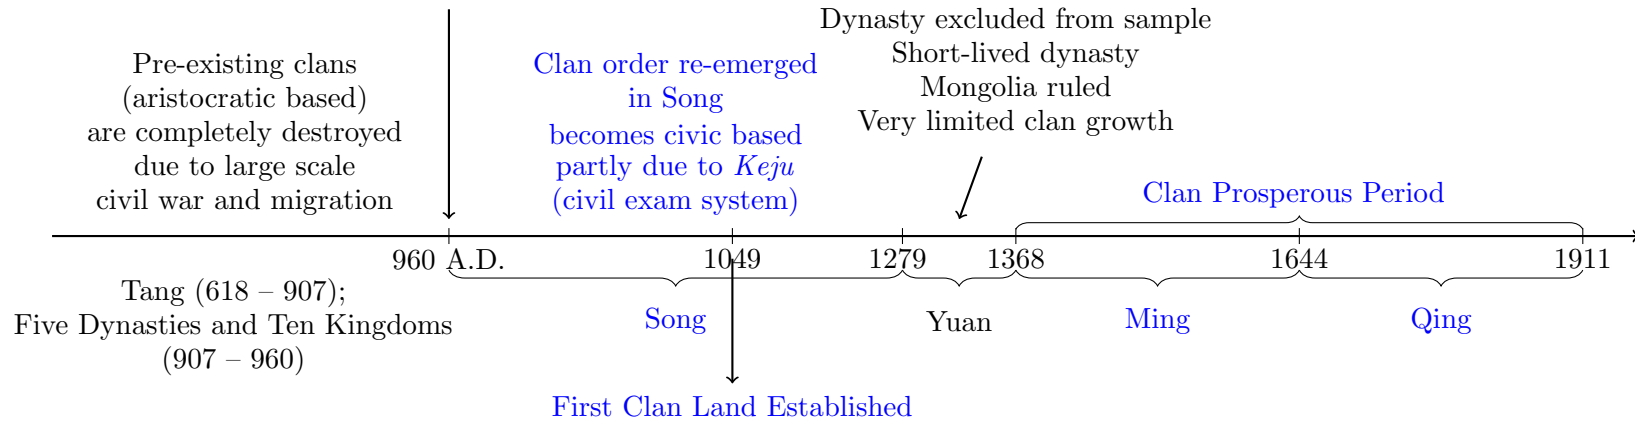 Pre-existing clans
(aristocratic based)
are completely destroyed
due to large scale
civil war and migration
Clan order re-emerged
in Song
becomes civic based
partly due to Keju
(civil exam system)
Dynasty excluded from sample
Short-lived dynasty
Mongolia ruled
Very limited clan growth
Clan Prosperous Period
960 A.D.
1049
1279
1368
1644
1911
Tang (618 – 907);
Five Dynasties and Ten Kingdoms
(907 – 960)
Song
Yuan
Ming
Qing
First Clan Land Established